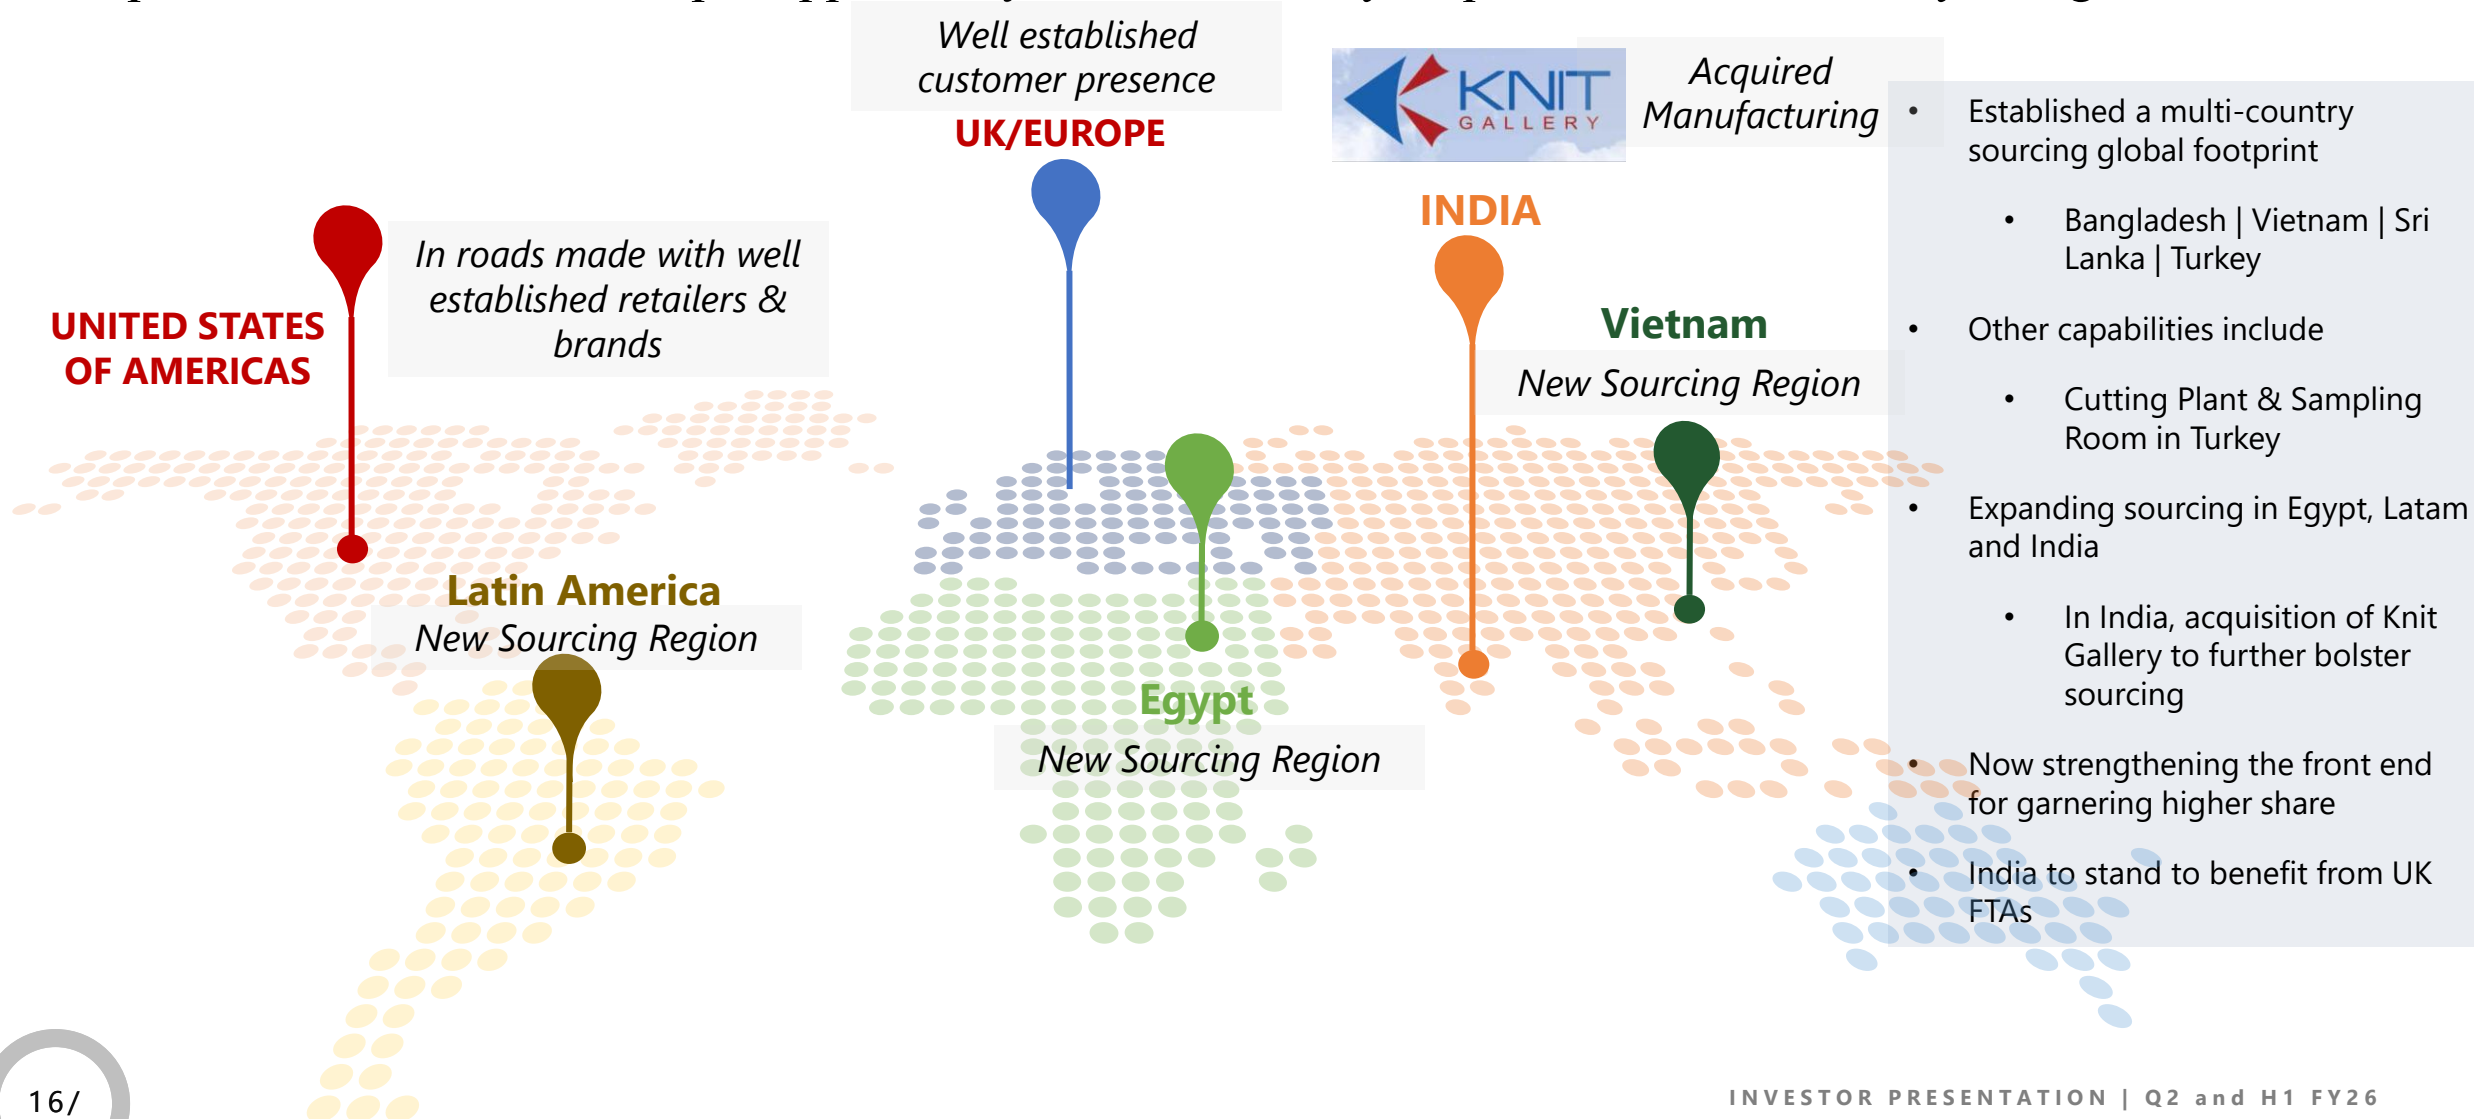 Well established
customer presence
UK/EUROPE
KNIT
GALLERY
Acquired
Manufacturing
INDIA
In roads made with well
established retailers &
brands
UNITED STATES
OF AMERICAS
Vietnam
New Sourcing Region
Latin America
New Sourcing Region
Egypt
New Sourcing Region
• Established a multi-country
sourcing global footprint
• Bangladesh | Vietnam | Sri
Lanka | Turkey
• Other capabilities include
• Cutting Plant & Sampling
Room in Turkey
• Expanding sourcing in Egypt, Latam
and India
• In India, acquisition of Knit
Gallery to further bolster
sourcing
• Now strengthening the front end
for garnering higher share
• India to stand to benefit from UK
FTAs
16/
INVESTOR PRESENTATION | Q2 and H1 FY26